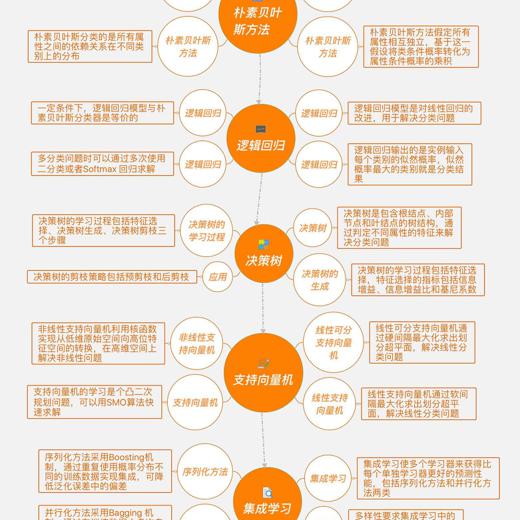 朴素贝叶
斯方法
朴素贝叶斯分类的是所有属
性之间的依赖关系在不同类
别上的分布
朴素贝叶斯
方法
朴素贝叶斯
方法
朴素贝叶斯方法假定所有
属性相互独立，基于这一
假设将类条件概率转化为
属性条件概率的乘积
逻辑回归
一定条件下，逻辑回归模型与朴
素贝叶斯分类器是等价的
逻辑回归
逻辑回归
逻辑回归模型是对线性回归的
改进，用于解决分类问题
多分类问题时可以通过多次使用
二分类或者Softmax 回归求解
逻辑回归
逻辑回归
逻辑回归输出的是实例输入
每个类别的似然概率，似然
概率最大的类别就是分类结
果
决策树
决策树的学习过程包括特征选
择、决策树生成、决策树剪枝三
个步骤
决策树的
学习过程
决策树
决策树是包含根结点、内部
节点和叶结点的树结构，通
过判定不同属性的特征来解
决分类问题
决策树的剪枝策略包括预剪枝和后剪枝
应用
决策树的
生成
决策树的学习过程包括特征选
择，特征选择的指标包括信息
增益、信息增益比和基尼系数
支持向量机
非线性支持向量机利用核函数
实现从低维原始空间向高位特
征空间的转换，在高维空间上
解决非线性问题
非线性支
持向量机
线性可分
支持向量
机
线性可分支持向量机通
过硬间隔最大化求出划
分超平面，解决线性分
类问题
支持向量机的学习是个凸二次
规划问题，可以用SMO算法快
速求解
支持向量机
线性支持
向量机
线性支持向量机通过软间
隔最大化求出划分超平
面，解决线性分类问题
集成学习
序列化方法采用Boosting机
制，通过重复使用概率分布不
同的训练数据实现集成，可降
低泛化误差中的偏差
序列化方法
集成学习
集成学习使多个学习器来获得比
每个单独学习器更好的预测性
能，包括序列化方法和并行化方
法两类
并行化方法采用Bagging 机
多样性要求集成学习中的